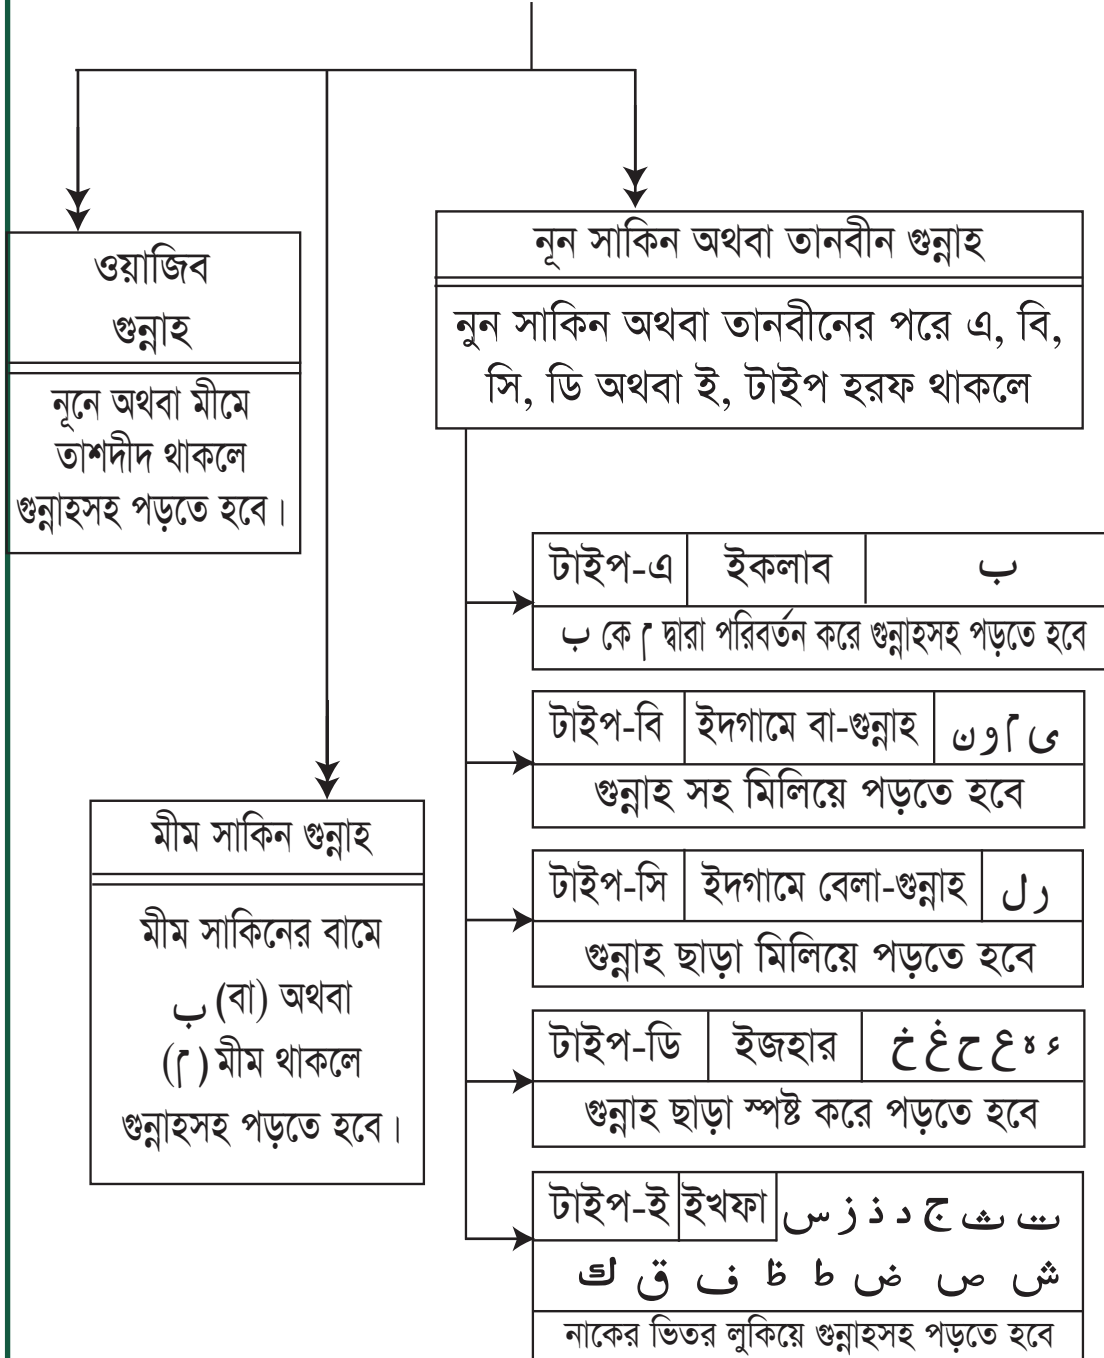 ওয়াজিব
গুন্নাহ
নূনে অথবা মীমে
তাশদীদ থাকলে
গুন্নাহসহ পড়তে হবে।
মীম সাকিন গুন্নাহ
মীম সাকিনের বামে
ب (বা) অথবা
(م) মীম থাকলে
গুন্নাহসহ পড়তে হবে।
নূন সাকিন অথবা তানবীন গুন্নাহ
নুন সাকিন অথবা তানবীনের পরে এ, বি,
সি, ডি অথবা ই, টাইপ হরফ থাকলে
টাইপ-এ ইকলাব ب
ب কে م দ্বারা পরিবর্তন করে গুন্নাহসহ পড়তে হবে
টাইপ-বি ইদগামে বা-গুন্নাহ ی م و ن
গুন্নাহ সহ মিলিয়ে পড়তে হবে
টাইপ-সি ইদগামে বেলা-গুন্নাহ ر ل
গুন্নাহ ছাড়া মিলিয়ে পড়তে হবে
টাইপ-ডি ইজহার ء ه ع ح غ خ
গুন্নাহ ছাড়া স্পষ্ট করে পড়তে হবে
টাইপ-ই ইখফা ت ث ج د ذ ز س
ش ص ض ط ظ ف ق ك
নাকের ভিতর লুকিয়ে গুন্নাহসহ পড়তে হবে